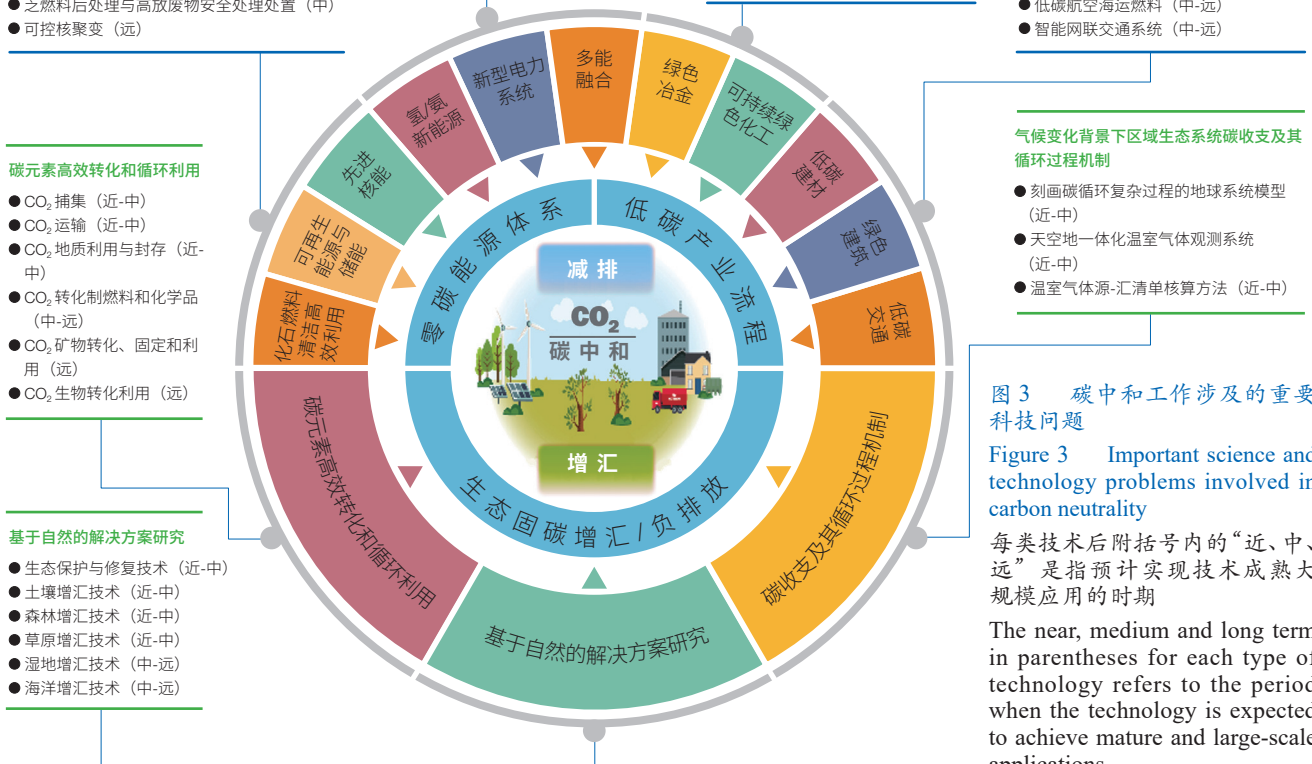 ● 乏燃料后处理与高放废物安全处理处置（中）
● 可控核聚变（远）
● 低碳航空海运燃料（中-远）
● 智能网联交通系统（中-远）
碳元素高效转化和循环利用
● CO₂ 捕集（近-中）
● CO₂ 运输（近-中）
● CO₂ 地质利用与封存（近-
中）
● CO₂ 转化制燃料和化学品
（中-远）
● CO₂ 矿物转化、固定和利
用（远）
● CO₂ 生物转化利用（远）
基于自然的解决方案研究
● 生态保护与修复技术（近-中）
● 土壤增汇技术（近-中）
● 森林增汇技术（近-中）
● 草原增汇技术（近-中）
● 湿地增汇技术（中-远）
● 海洋增汇技术（中-远）
化石燃料
清洁高
效利用
可再生
能源与
储能
先进
核能
氢/氨
新能源
新型电力
系统
多能
融合
绿色
冶金
可持续绿
色化工
低碳
建材
绿色
建筑
低碳
交通
零碳能源体系
低碳产业流程
生态固碳增汇/负排放
减排
CO₂
碳中和
增汇
碳元素高效转化和循环利用
基于自然的解决方案研究
碳收支及其循环过程机制
气候变化背景下区域生态系统碳收支及其
循环过程机制
● 刻画碳循环复杂过程的地球系统模型
（近-中）
● 天空地一体化温室气体观测系统
（近-中）
● 温室气体源-汇清单核算方法（近-中）
图 3 碳中和工作涉及的重要
科技问题
Figure 3 Important science and
technology problems involved in
carbon neutrality
每类技术后附括号内的“近、中、
远”是指预计实现技术成熟大
规模应用的时期
The near, medium and long term
in parentheses for each type of
technology refers to the period
when the technology is expected
to achieve mature and large-scale
applications